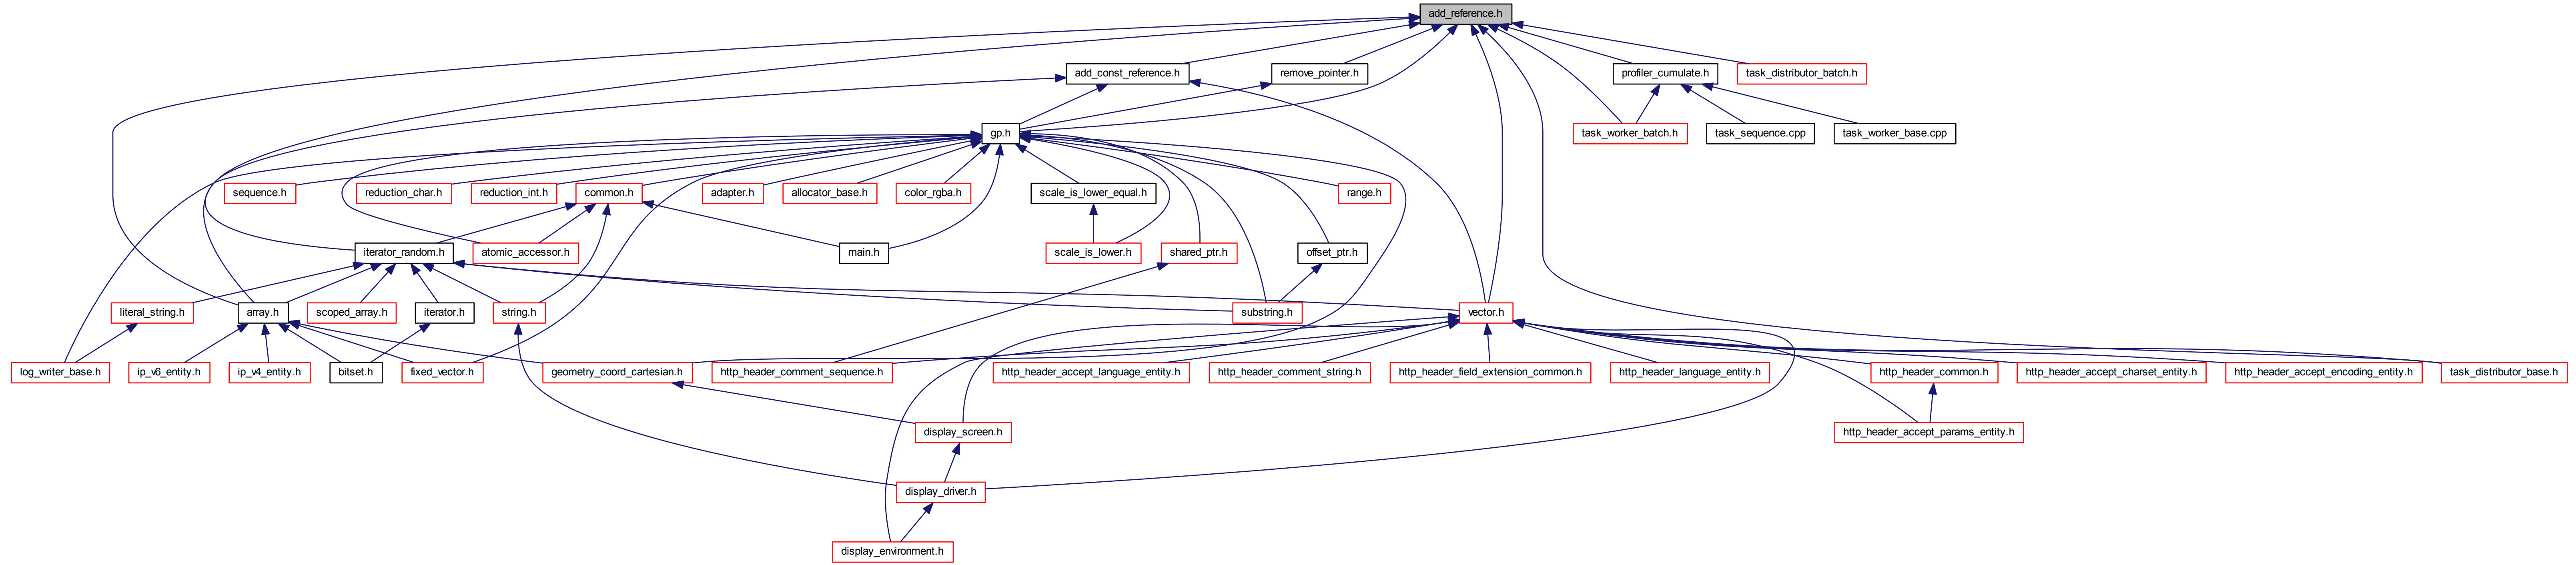 add_reference.h
add_const_reference.h
remove_pointer.h
profiler_cumulate.h
task_distributor_batch.h
gp.h
task_worker_batch.h
task_sequence.cpp
task_worker_base.cpp
sequence.h
reduction_char.h
reduction_int.h
common.h
adapter.h
allocator_base.h
color_rgba.h
scale_is_lower_equal.h
range.h
iterator_random.h
atomic_accessor.h
main.h
scale_is_lower.h
shared_ptr.h
offset_ptr.h
literal_string.h
array.h
scoped_array.h
iterator.h
string.h
substring.h
vector.h
log_writer_base.h
ip_v6_entity.h
ip_v4_entity.h
bitset.h
fixed_vector.h
geometry_coord_cartesian.h
http_header_comment_sequence.h
http_header_accept_language_entity.h
http_header_comment_string.h
http_header_field_extension_common.h
http_header_language_entity.h
http_header_common.h
http_header_accept_charset_entity.h
http_header_accept_encoding_entity.h
task_distributor_base.h
display_screen.h
http_header_accept_params_entity.h
display_driver.h
display_environment.h